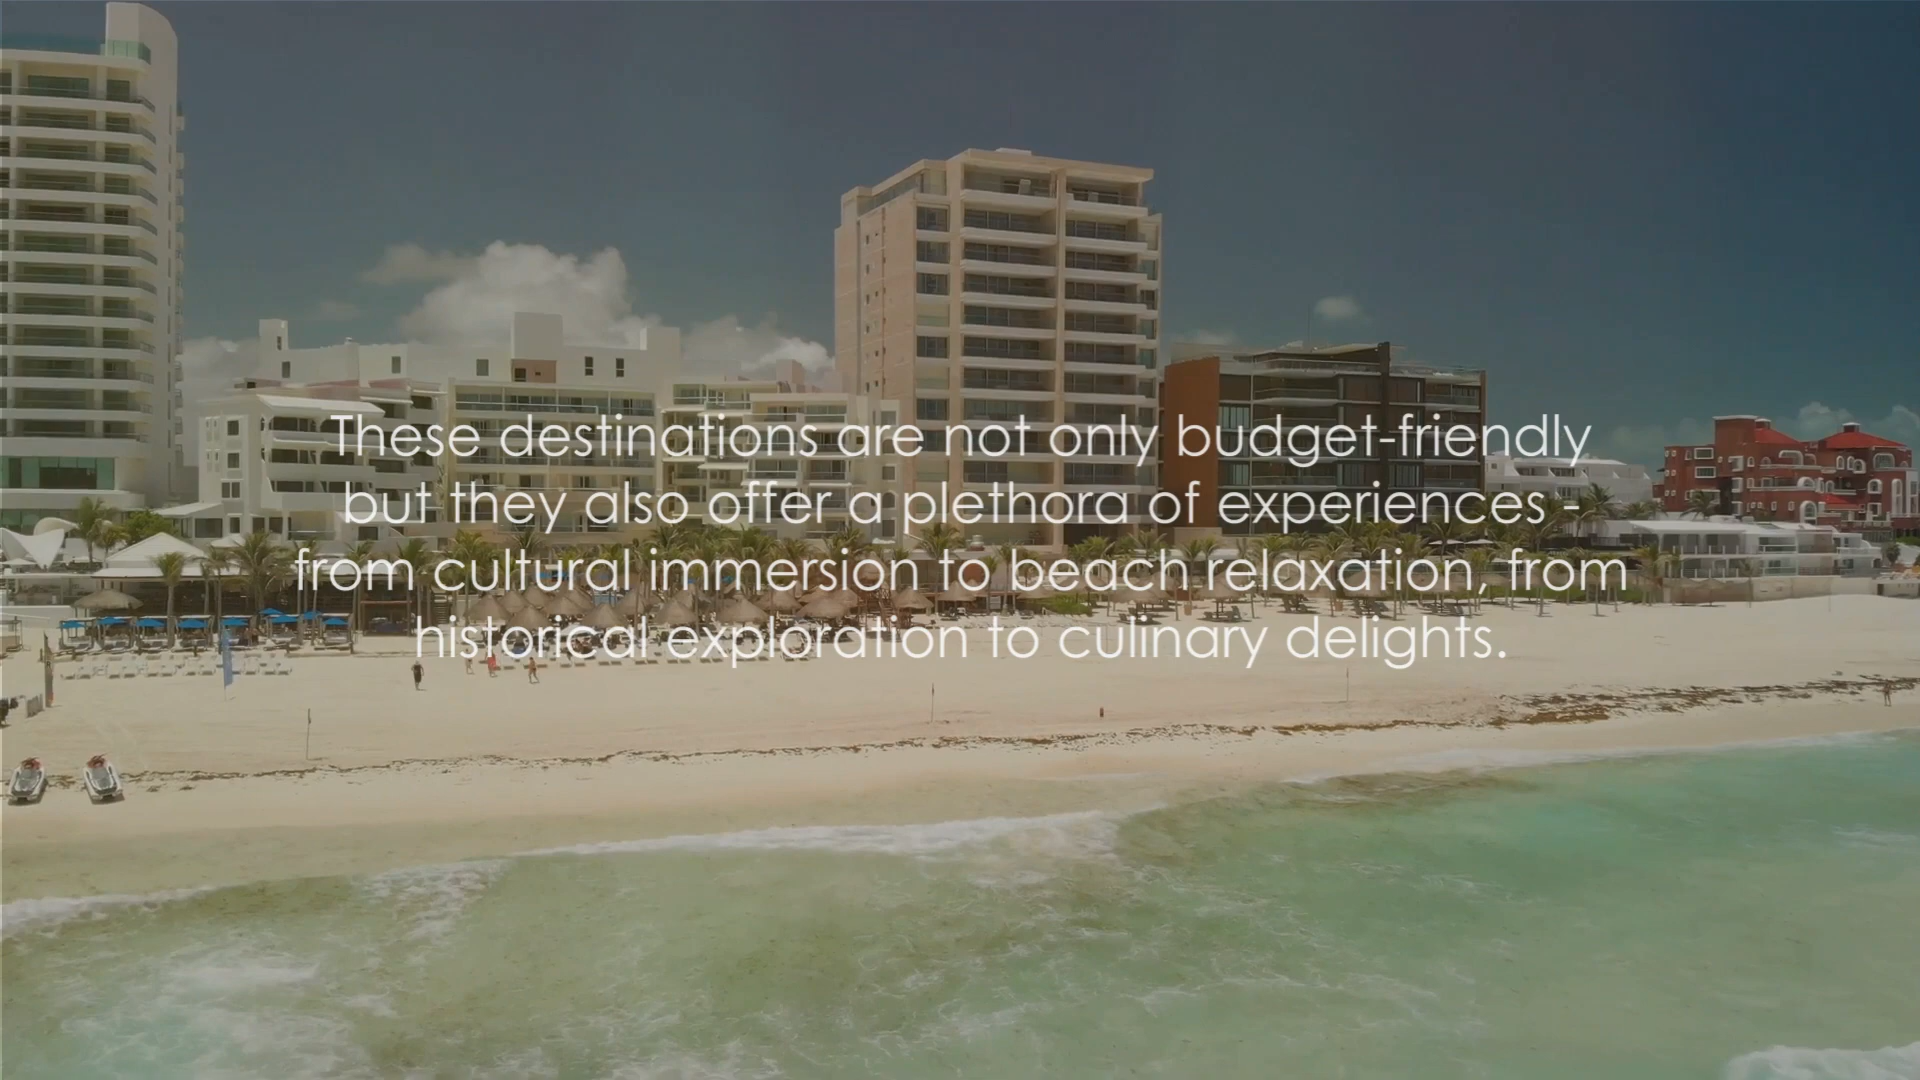 These destinations are not only budget-friendly
but they also offer a plethora of experiences -
from cultural immersion to beach relaxation, from
historical exploration to culinary delights.